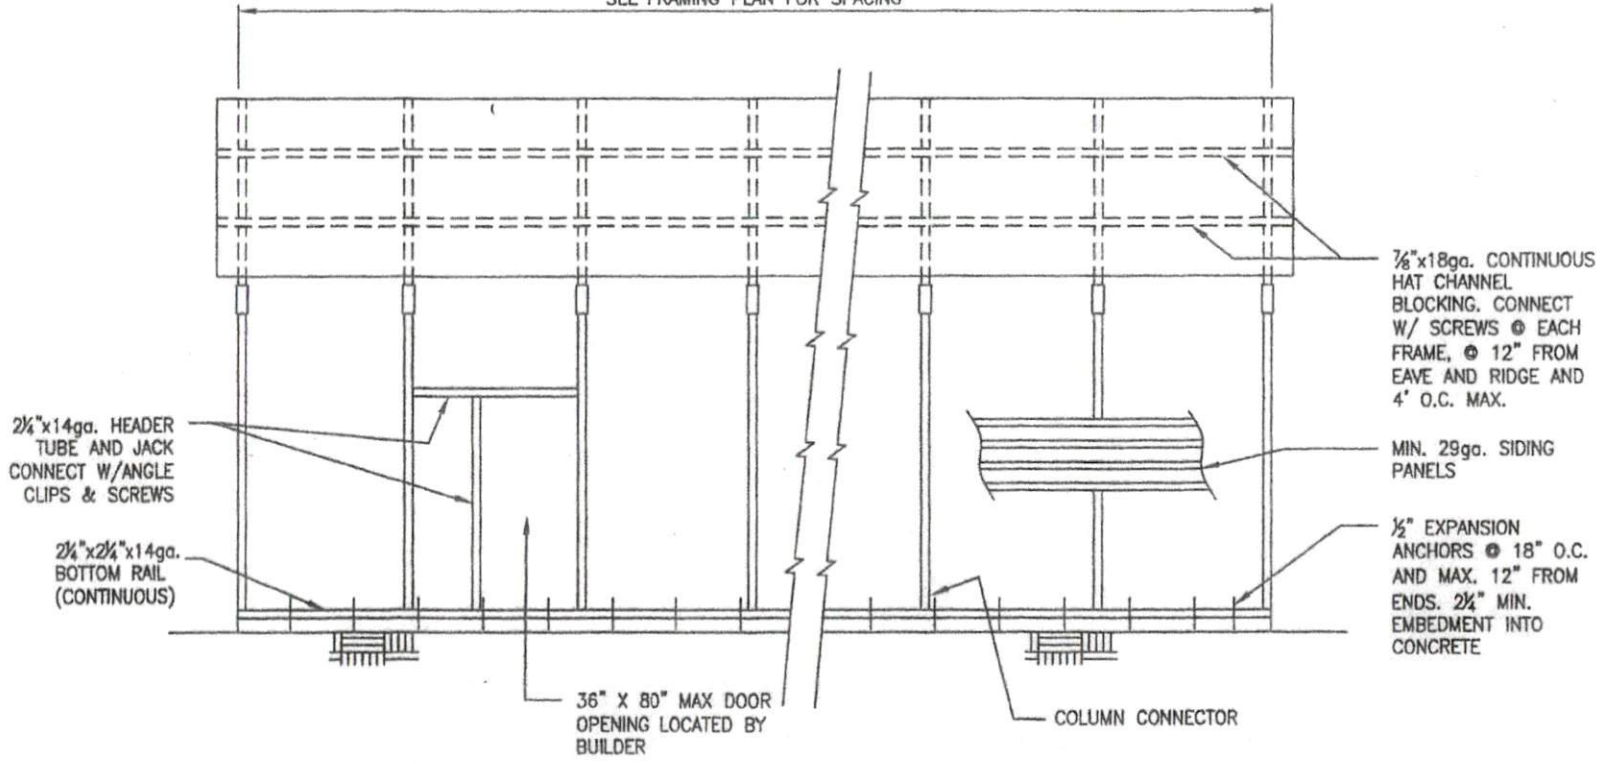 SEE FRAMING PLAN FOR SPACING
⅞"x18ga. CONTINUOUS
HAT CHANNEL
BLOCKING. CONNECT
W/ SCREWS @ EACH
FRAME, @ 12" FROM
EAVE AND RIDGE AND
4' O.C. MAX.
2¼"x14ga. HEADER
TUBE AND JACK
CONNECT W/ANGLE
CLIPS & SCREWS
MIN. 29ga. SIDING
PANELS
2¼"x2¼"x14ga.
BOTTOM RAIL
(CONTINUOUS)
½" EXPANSION
ANCHORS @ 18" O.C.
AND MAX. 12" FROM
ENDS. 2¼" MIN.
EMBEDMENT INTO
CONCRETE
36" X 80" MAX DOOR
OPENING LOCATED BY
BUILDER
COLUMN CONNECTOR